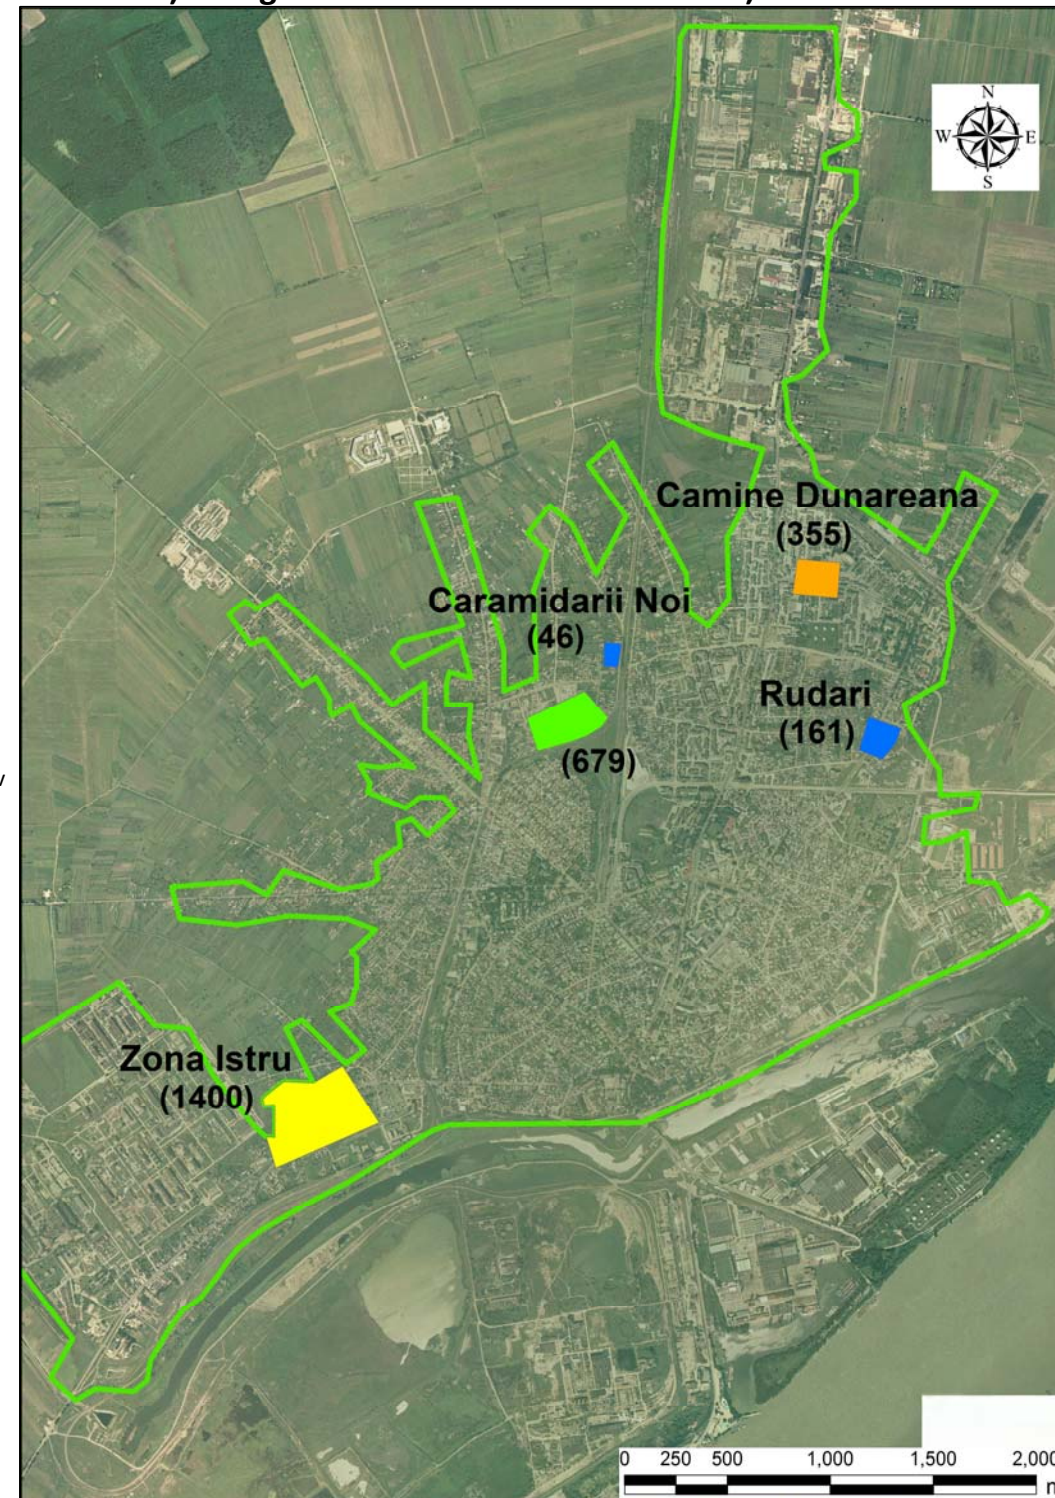 N
W E
S
Camine Dunareana
(355)
Caramidarii Noi
(46)
Rudari
(161)
(679)
Zona Istru
(1400)
0 250 500 1,000 1,500 2,000